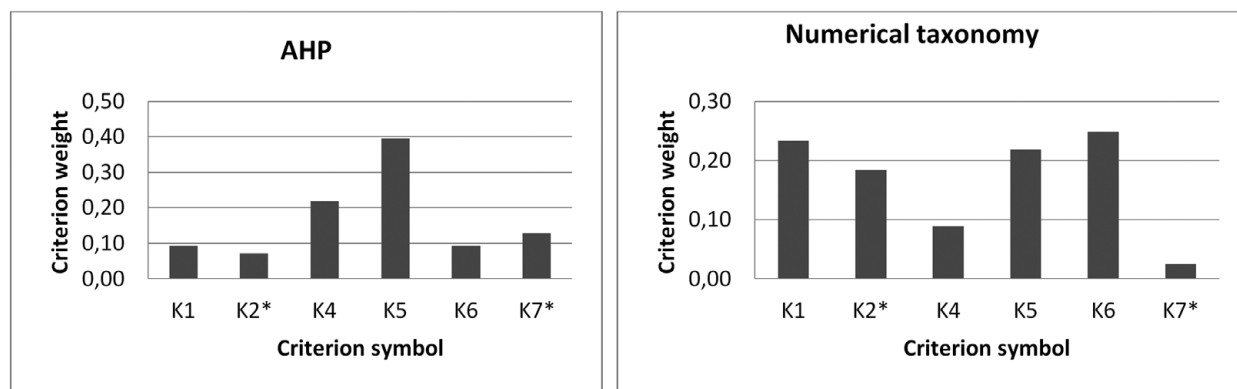 AHP
Criterion weight
0,50
0,40
0,30
0,20
0,10
0,00
K1 K2* K4 K5 K6 K7*
Criterion symbol
Numerical taxonomy
Criterion weight
0,30
0,20
0,10
0,00
K1 K2* K4 K5 K6 K7*
Criterion symbol